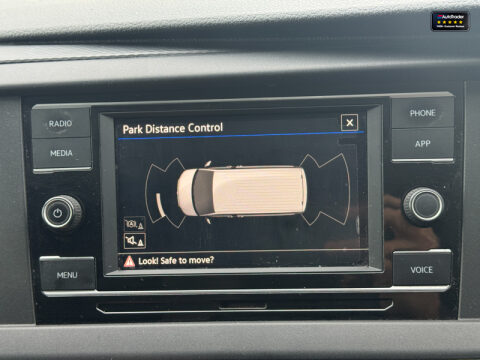 AutoTrader
RADIO
MEDIA
MENU
Park Distance Control
Look! Safe to move?
PHONE
APP
VOICE